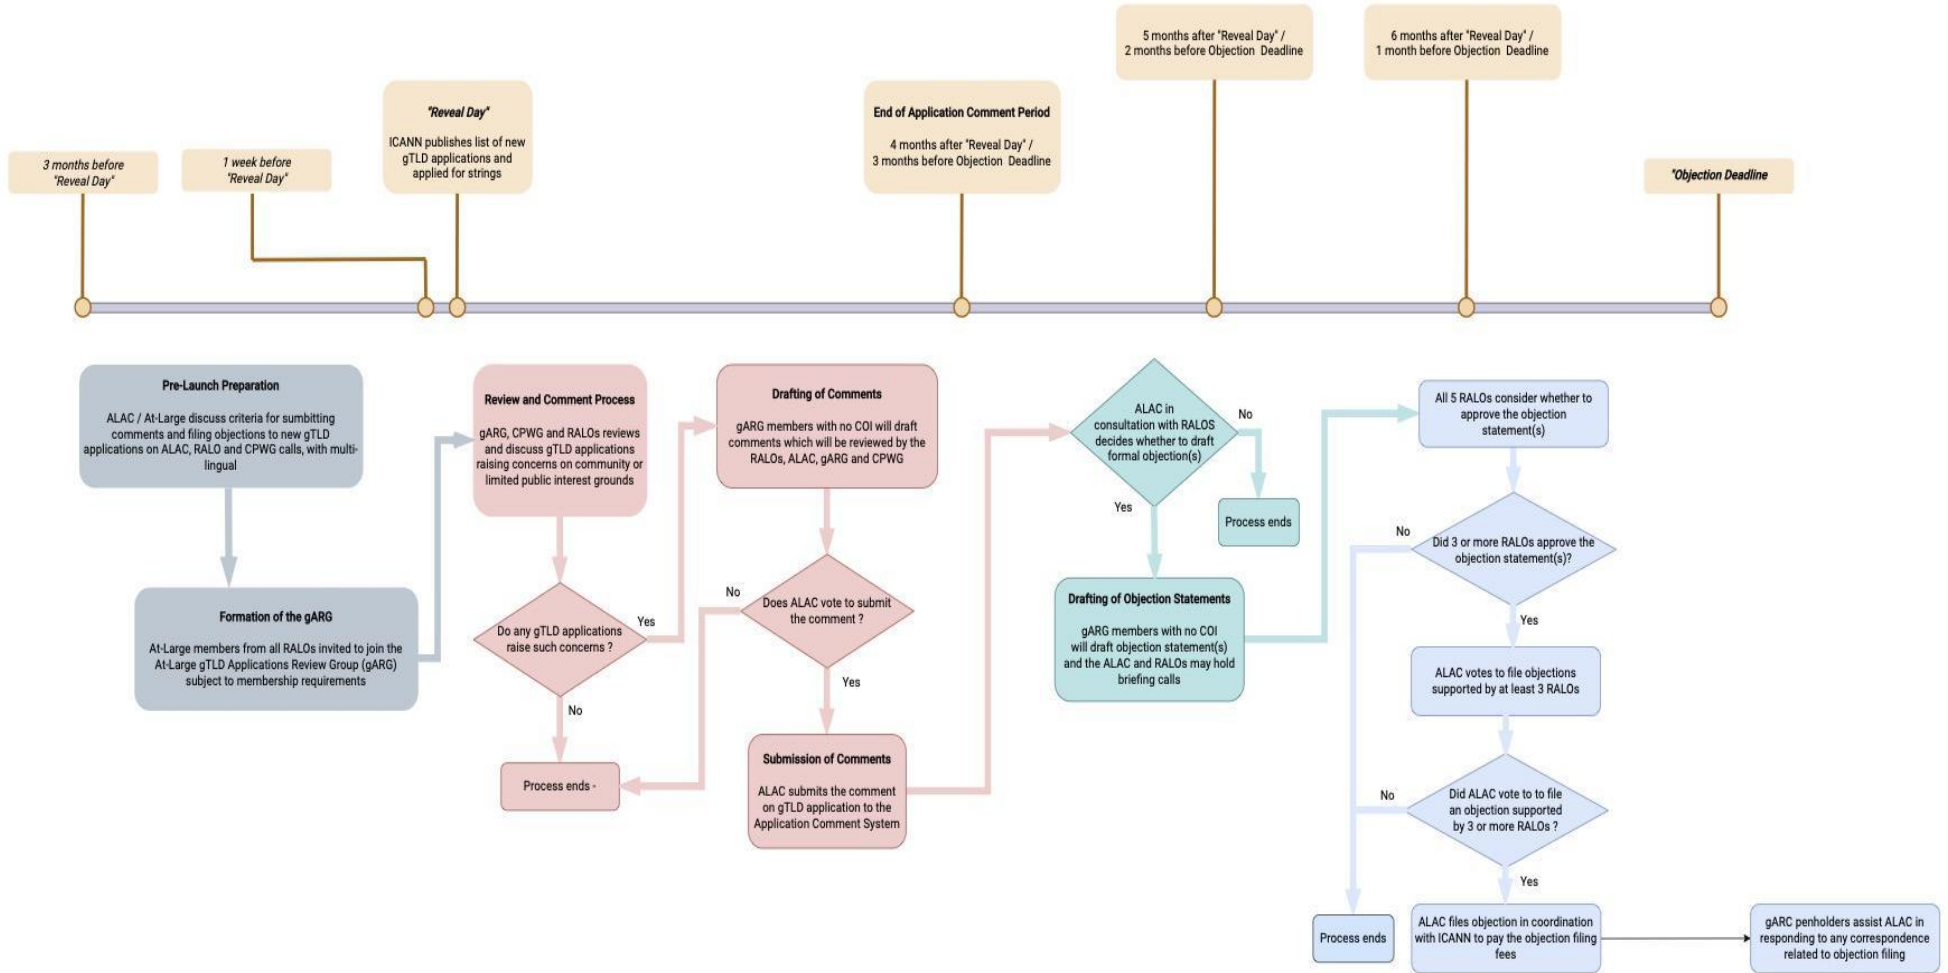 5 months after "Reveal Day" /
2 months before Objection  Deadline
6 months after "Reveal Day" /
1 month before Objection  Deadline
3 months before
"Reveal Day"
1 week before
"Reveal Day"
"Reveal Day"
ICANN publishes list of new
gTLD applications and
applied for strings
End of Application Comment Period
4 months after "Reveal Day" /
3 months before Objection  Deadline
"Objection Deadline
Pre-Launch Preparation
ALAC / At-Large discuss criteria for sumbitting
comments and filing objections to new gTLD
applications on ALAC, RALO and CPWG calls, with multi-
lingual
Formation of the gARG
At-Large members from all RALOs invited to join the
At-Large gTLD Applications Review Group (gARG)
subject to membership requirements
Review and Comment Process
gARG, CPWG and RALOs reviews
and discuss gTLD applications
raising concerns on community or
limited public interest grounds
Do any gTLD applications
raise such concerns ?
Yes
No
Process ends -
Drafting of Comments
gARG members with no COI will draft
comments which will be reviewed by the
RALOs, ALAC, gARG and CPWG
Does ALAC vote to submit
the comment ?
No
Yes
Submission of Comments
ALAC submits the comment
on gTLD application to the
Application Comment System
ALAC in
consultation with RALOS
decides whether to draft
formal objection(s)
No
Process ends
Yes
Drafting of Objection Statements
gARG members with no COI
will draft objection statement(s)
and the ALAC and RALOs may hold
briefing calls
All 5 RALOs consider whether to
approve the objection
statement(s)
Did 3 or more RALOs approve the
objection statement(s)?
No
Yes
ALAC votes to file objections
supported by at least 3 RALOs
Did ALAC vote to to file
an objection supported
by 3 or more RALOs ?
No
Yes
Process ends
ALAC files objection in coordination
with ICANN to pay the objection filing
fees
gARC penholders assist ALAC in
responding to any correspondence
related to objection filing